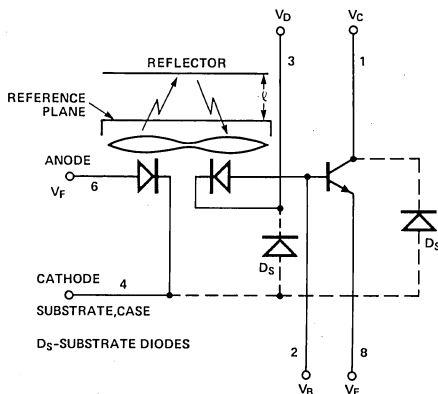 V_D
V_C
3
1
REFLECTOR
ℓ
REFERENCE
PLANE
ANODE
6
V_F
D_S
D_S
CATHODE
4
SUBSTRATE, CASE
D_S-SUBSTRATE DIODES
2
8
V_B
V_E